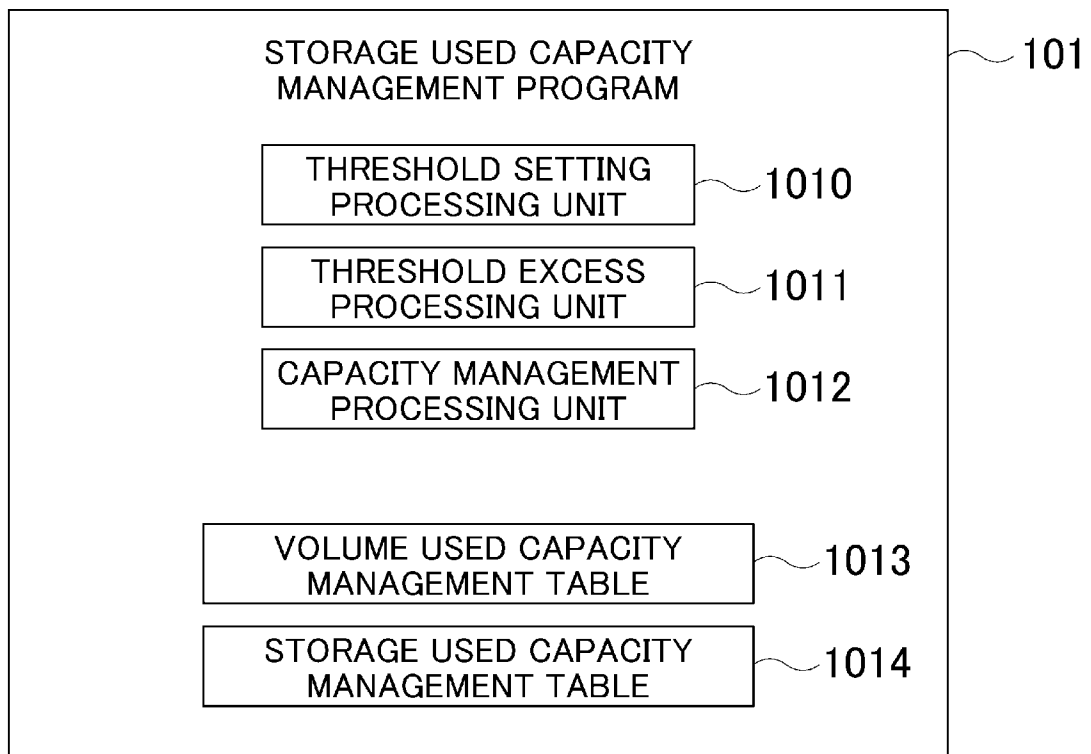 STORAGE USED CAPACITY
MANAGEMENT PROGRAM
101
THRESHOLD SETTING
PROCESSING UNIT
1010
THRESHOLD EXCESS
PROCESSING UNIT
1011
CAPACITY MANAGEMENT
PROCESSING UNIT
1012
VOLUME USED CAPACITY
MANAGEMENT TABLE
1013
STORAGE USED CAPACITY
MANAGEMENT TABLE
1014